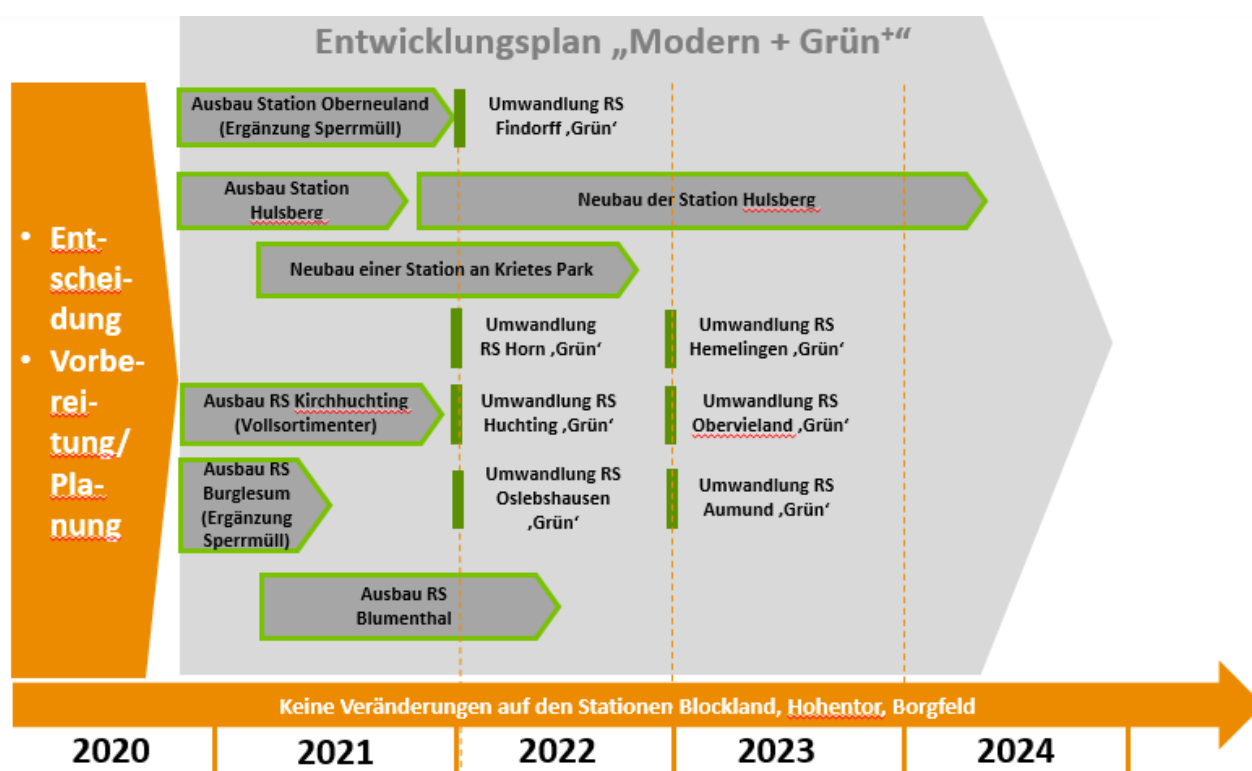 Entwicklungsplan „Modern + Grün⁺“
• Ent-
schei-
dung
• Vorbe-
rei-
tung/
Pla-
nung
Ausbau Station Oberneuland
(Ergänzung Sperrmüll)
Umwandlung RS
Findorff ‚Grün‘
Ausbau Station
Hulsberg
Neubau der Station Hulsberg
Neubau einer Station an Krietes Park
Umwandlung
RS Horn ‚Grün‘
Umwandlung RS
Hemelingen ‚Grün‘
Ausbau RS Kirchhuchting
(Vollsortimenter)
Umwandlung RS
Huchting ‚Grün‘
Umwandlung RS
Obervieland ‚Grün‘
Ausbau RS
Burglesum
(Ergänzung
Sperrmüll)
Umwandlung RS
Oslebshausen
‚Grün‘
Umwandlung RS
Aumund ‚Grün‘
Ausbau RS
Blumenthal
Keine Veränderungen auf den Stationen Blockland, Hohentor, Borgfeld
2020 2021 2022 2023 2024